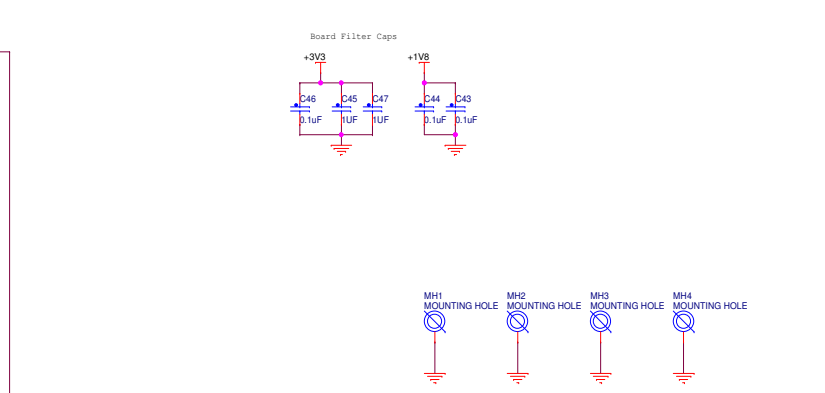 Board Filter Caps
+3V3 +1V8
C46 C45 C47 C44 C43
0.1uF 1UF 1UF 0.1uF 0.1uF
MH1 MH2 MH3 MH4
MOUNTING HOLE MOUNTING HOLE MOUNTING HOLE MOUNTING HOLE